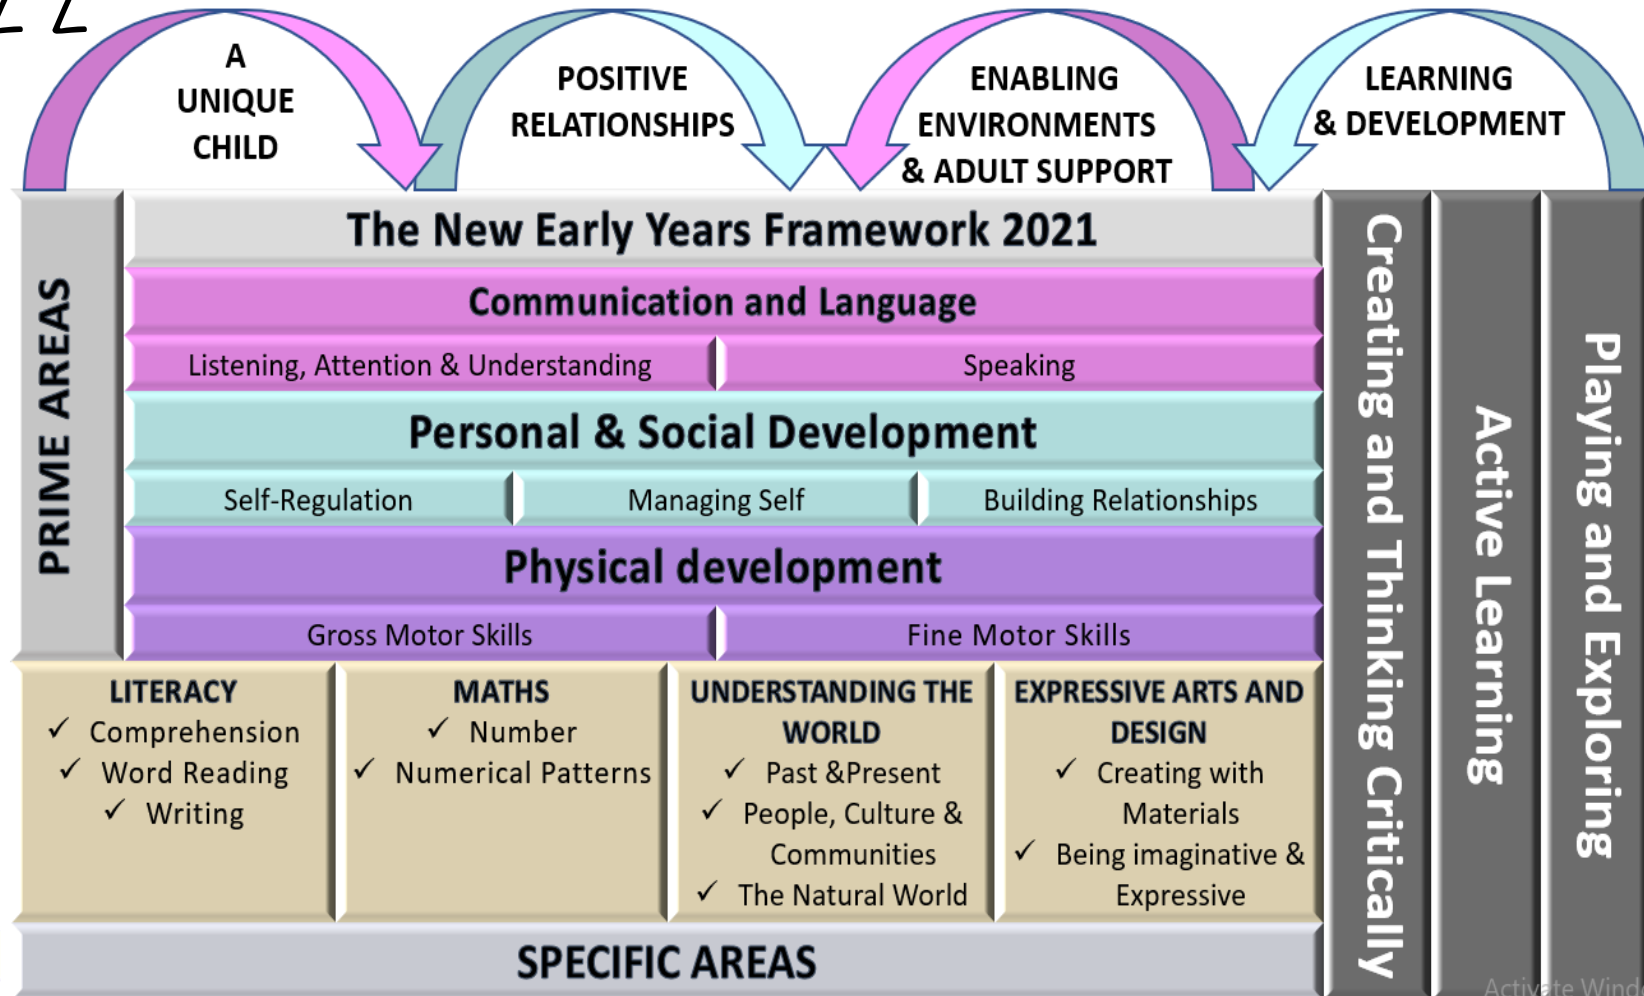 A
UNIQUE
CHILD
POSITIVE
RELATIONSHIPS
ENABLING
ENVIRONMENTS
& ADULT SUPPORT
LEARNING
& DEVELOPMENT
PRIME AREAS
The New Early Years Framework 2021
Communication and Language
Listening, Attention & Understanding
Speaking
Personal & Social Development
Self-Regulation
Managing Self
Building Relationships
Physical development
Gross Motor Skills
Fine Motor Skills
LITERACY
✓ Comprehension
✓ Word Reading
✓ Writing
MATHS
✓ Number
✓ Numerical Patterns
UNDERSTANDING THE
WORLD
✓ Past &Present
✓ People, Culture &
Communities
✓ The Natural World
EXPRESSIVE ARTS AND
DESIGN
✓ Creating with
Materials
✓ Being imaginative &
Expressive
SPECIFIC AREAS
Creating and Thinking Critically
Active Learning
Playing and Exploring
Activate